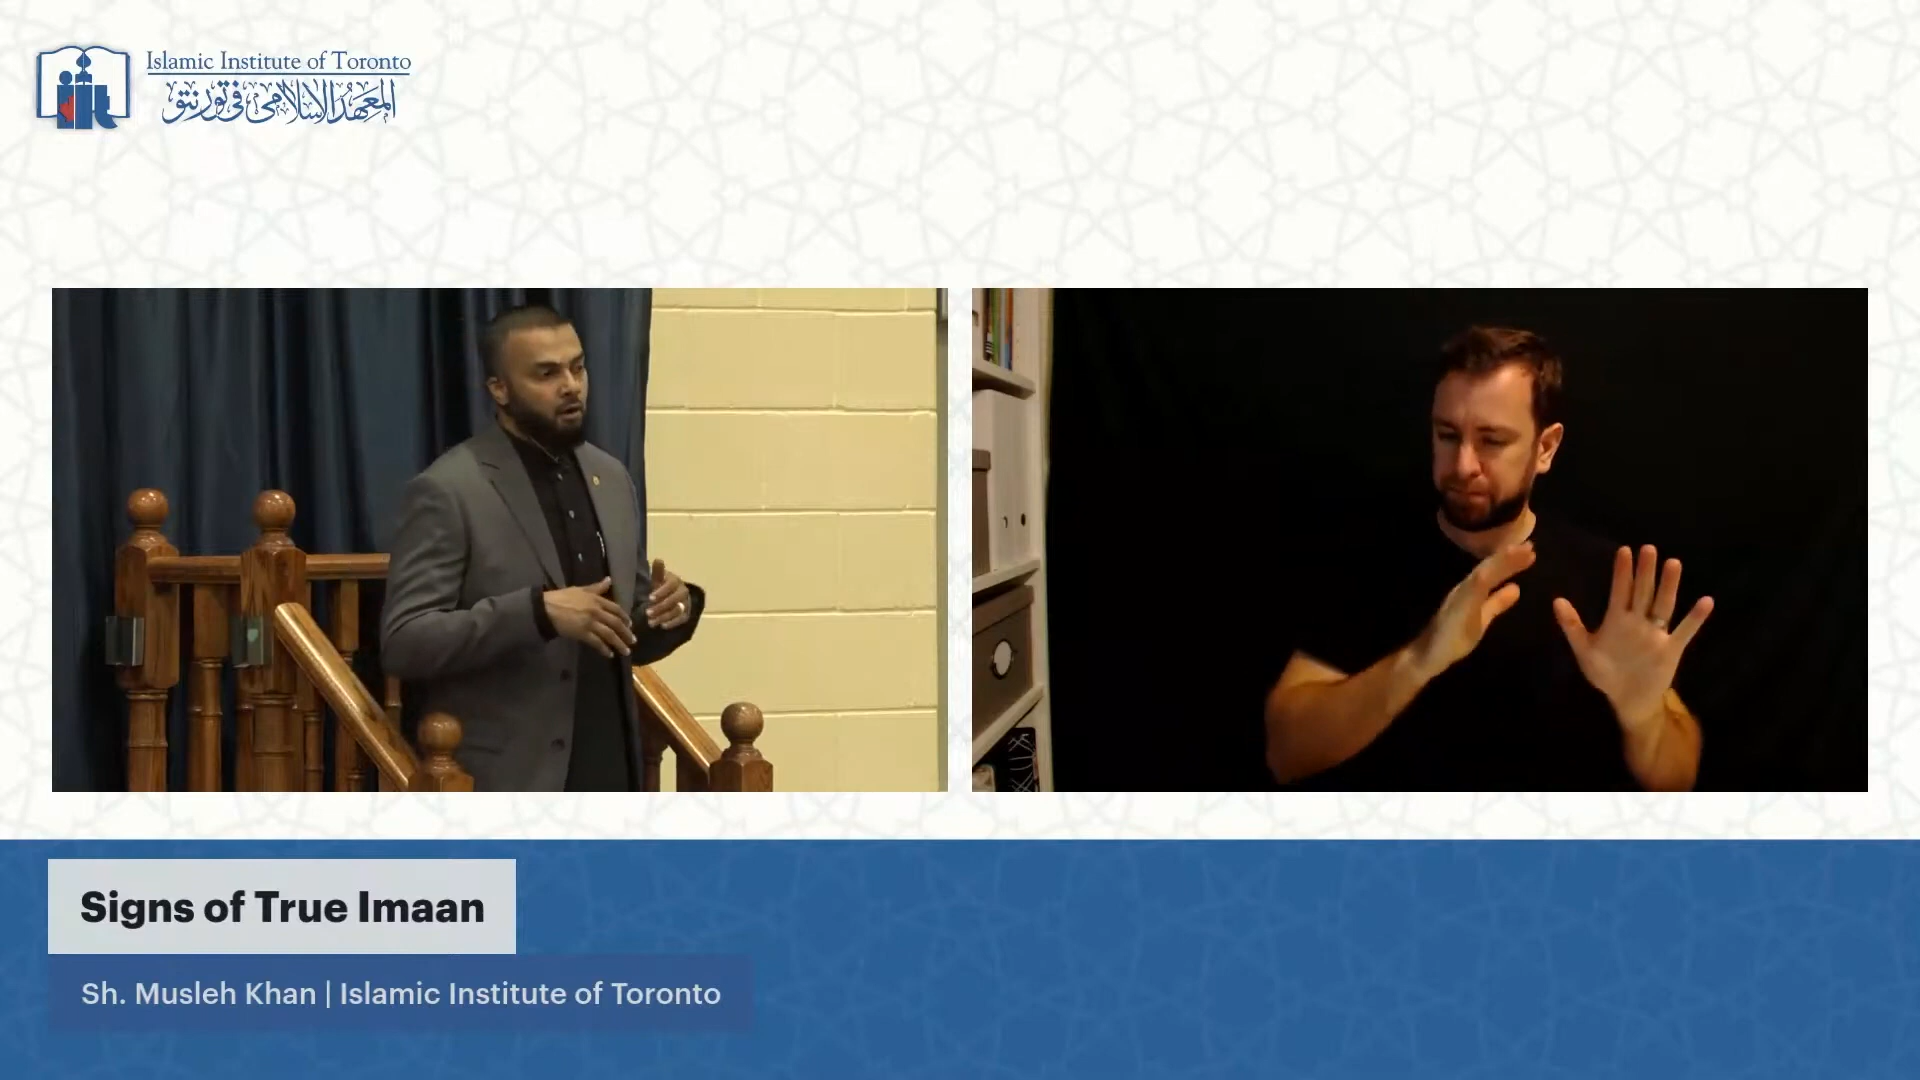 Islamic Institute of Toronto
المعهد الإسلامي في تورنتو
Signs of True Imaan
Sh. Musleh Khan | Islamic Institute of Toronto